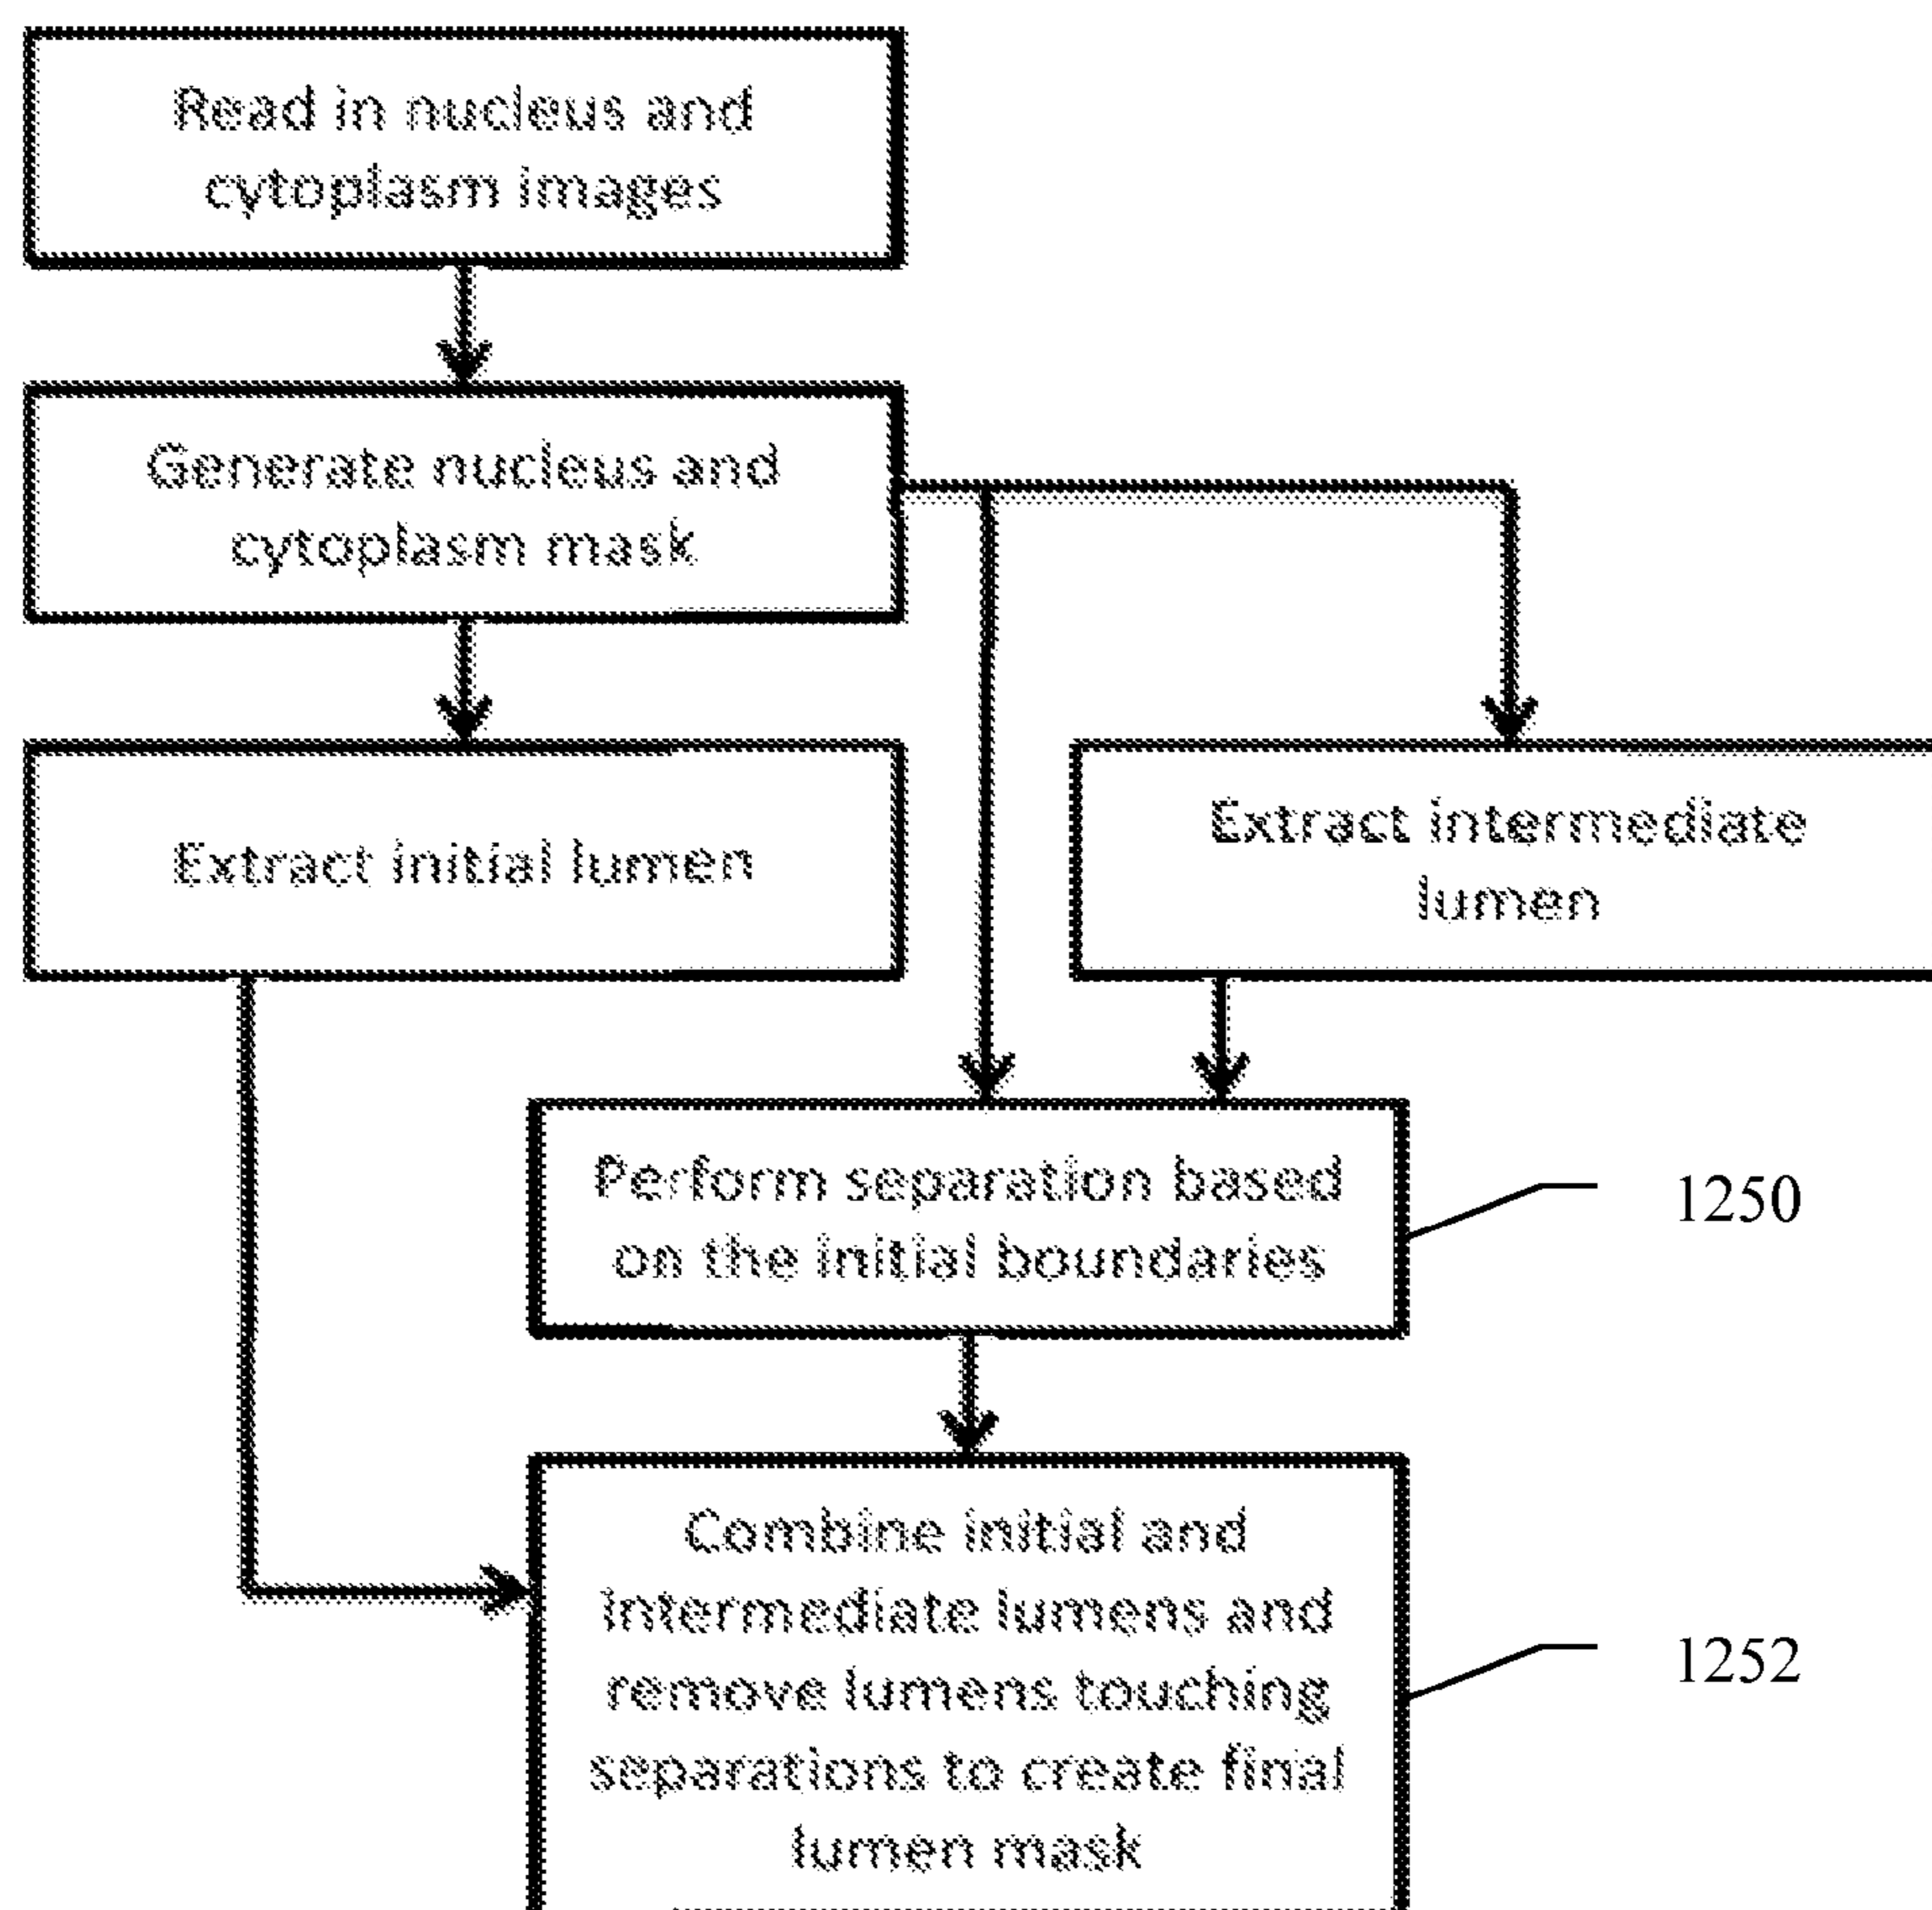 Read in nucleus and
cytoplasm images
Generate nucleus and
cytoplasm mask
Extract initial lumen
Extract intermediate
lumen
Perform separation based
on the initial boundaries
1250
Combine initial and
intermediate lumens and
remove lumens touching
separations to create final
lumen mask
1252